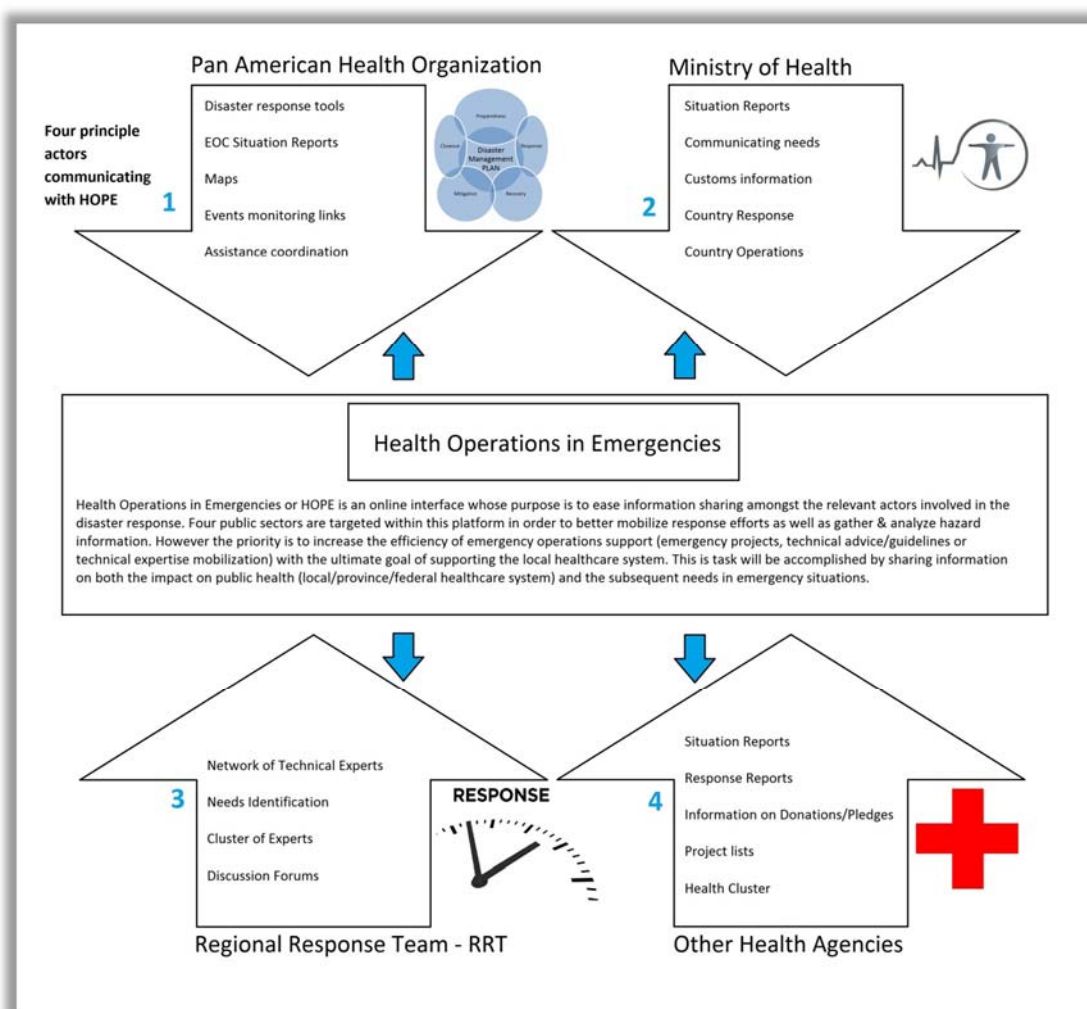 Pan American Health Organization
Ministry of Health
Four principle
actors
communicating
with HOPE
1
Disaster response tools
EOC Situation Reports
Maps
Events monitoring links
Assistance coordination
Preparedness
Closeout
Response
Disaster
Management
PLAN
Mitigation
Recovery
2
Situation Reports
Communicating needs
Customs information
Country Response
Country Operations
Health Operations in Emergencies
Health Operations in Emergencies or HOPE is an online interface whose purpose is to ease information sharing amongst the relevant actors involved in the
disaster response. Four public sectors are targeted within this platform in order to better mobilize response efforts as well as gather & analyze hazard
information. However the priority is to increase the efficiency of emergency operations support (emergency projects, technical advice/guidelines or
technical expertise mobilization) with the ultimate goal of supporting the local healthcare system. This is task will be accomplished by sharing information
on both the impact on public health (local/province/federal healthcare system) and the subsequent needs in emergency situations.
3
Network of Technical Experts
Needs Identification
Cluster of Experts
Discussion Forums
RESPONSE
4
Situation Reports
Response Reports
Information on Donations/Pledges
Project lists
Health Cluster
Regional Response Team - RRT
Other Health Agencies